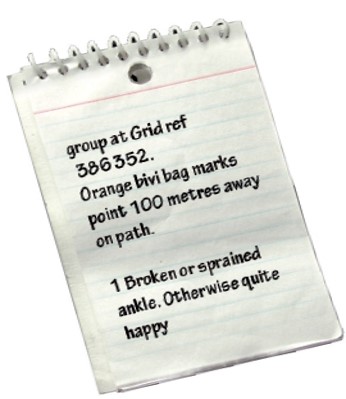 group at Grid ref
386352.
Orange bivi bag marks
point 100 metres away
on path.
1 Broken or sprained
ankle. Otherwise quite
happy